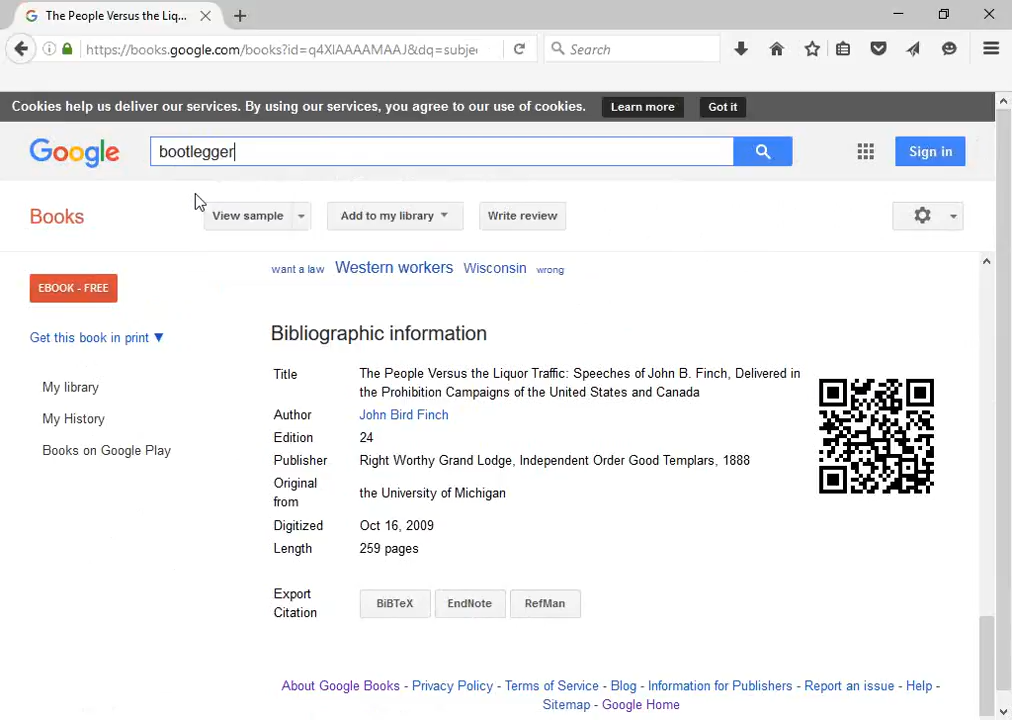 The People Versus the Liq...
https://books.google.com/books?id=q4XIAAAAMAAJ&dq=subje
Search
Cookies help us deliver our services. By using our services, you agree to our use of cookies.
Learn more
Got it
Google
bootlegger
Sign in
Books
View sample
Add to my library
Write review
want a law Western workers Wisconsin wrong
EBOOK - FREE
Get this book in print ▼
My library
My History
Books on Google Play
Bibliographic information
Title The People Versus the Liquor Traffic: Speeches of John B. Finch, Delivered in
the Prohibition Campaigns of the United States and Canada
Author John Bird Finch
Edition 24
Publisher Right Worthy Grand Lodge, Independent Order Good Templars, 1888
Original
from the University of Michigan
Digitized Oct 16, 2009
Length 259 pages
Export
Citation
BiBTeX EndNote RefMan
About Google Books - Privacy Policy - Terms of Service - Blog - Information for Publishers - Report an issue - Help -
Sitemap - Google Home